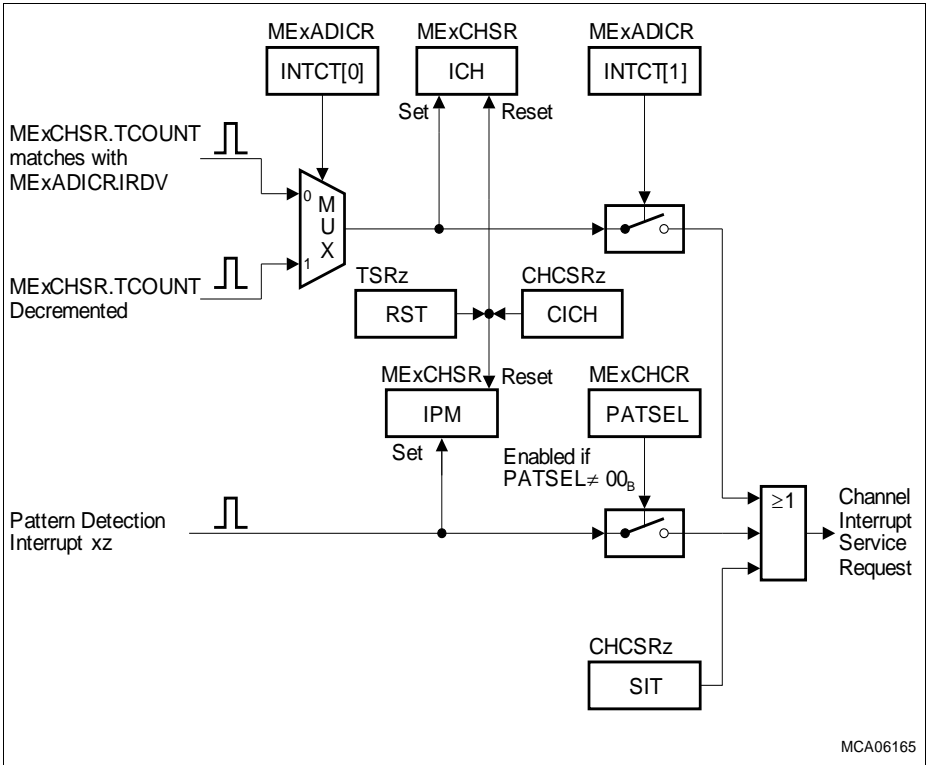 MExADICR
INTCT[0]
MExCHSR
ICH
MExADICR
INTCT[1]
Set
Reset
MExCHSR.TCOUNT
matches with
MExADICR.IRDV
0
M
U
X
1
MExCHSR.TCOUNT
Decremented
TSRz
RST
CHCSRz
CICH
MExCHSR
Reset
IPM
Set
MExCHCR
PATSEL
Enabled if
PATSEL≠ 00B
Pattern Detection
Interrupt xz
≥1
Channel
Interrupt
Service
Request
CHCSRz
SIT
MCA06165